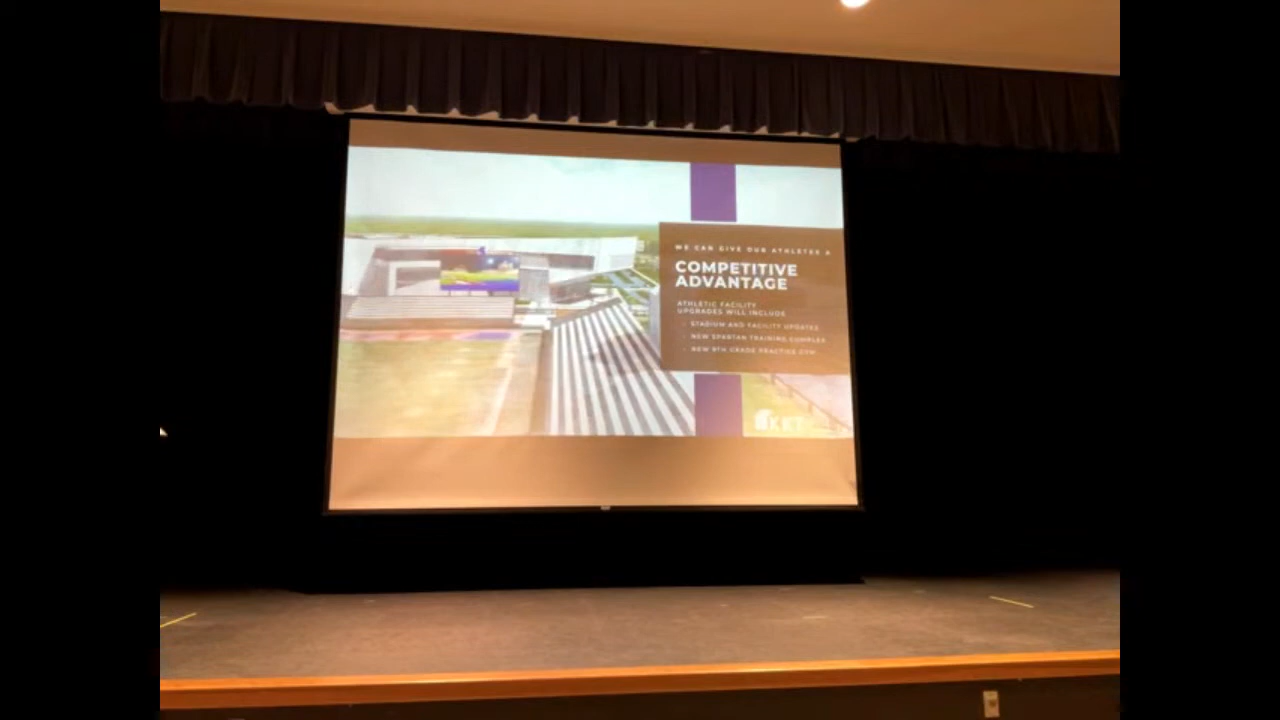 WE CAN GIVE OUR ATHLETES A
COMPETITIVE
ADVANTAGE
ATHLETIC FACILITY
UPGRADES WILL INCLUDE
STADIUM AND FACILITY UPDATES
NEW SPARTAN TRAINING COMPLEX
NEW 9TH GRADE PRACTICE GYM